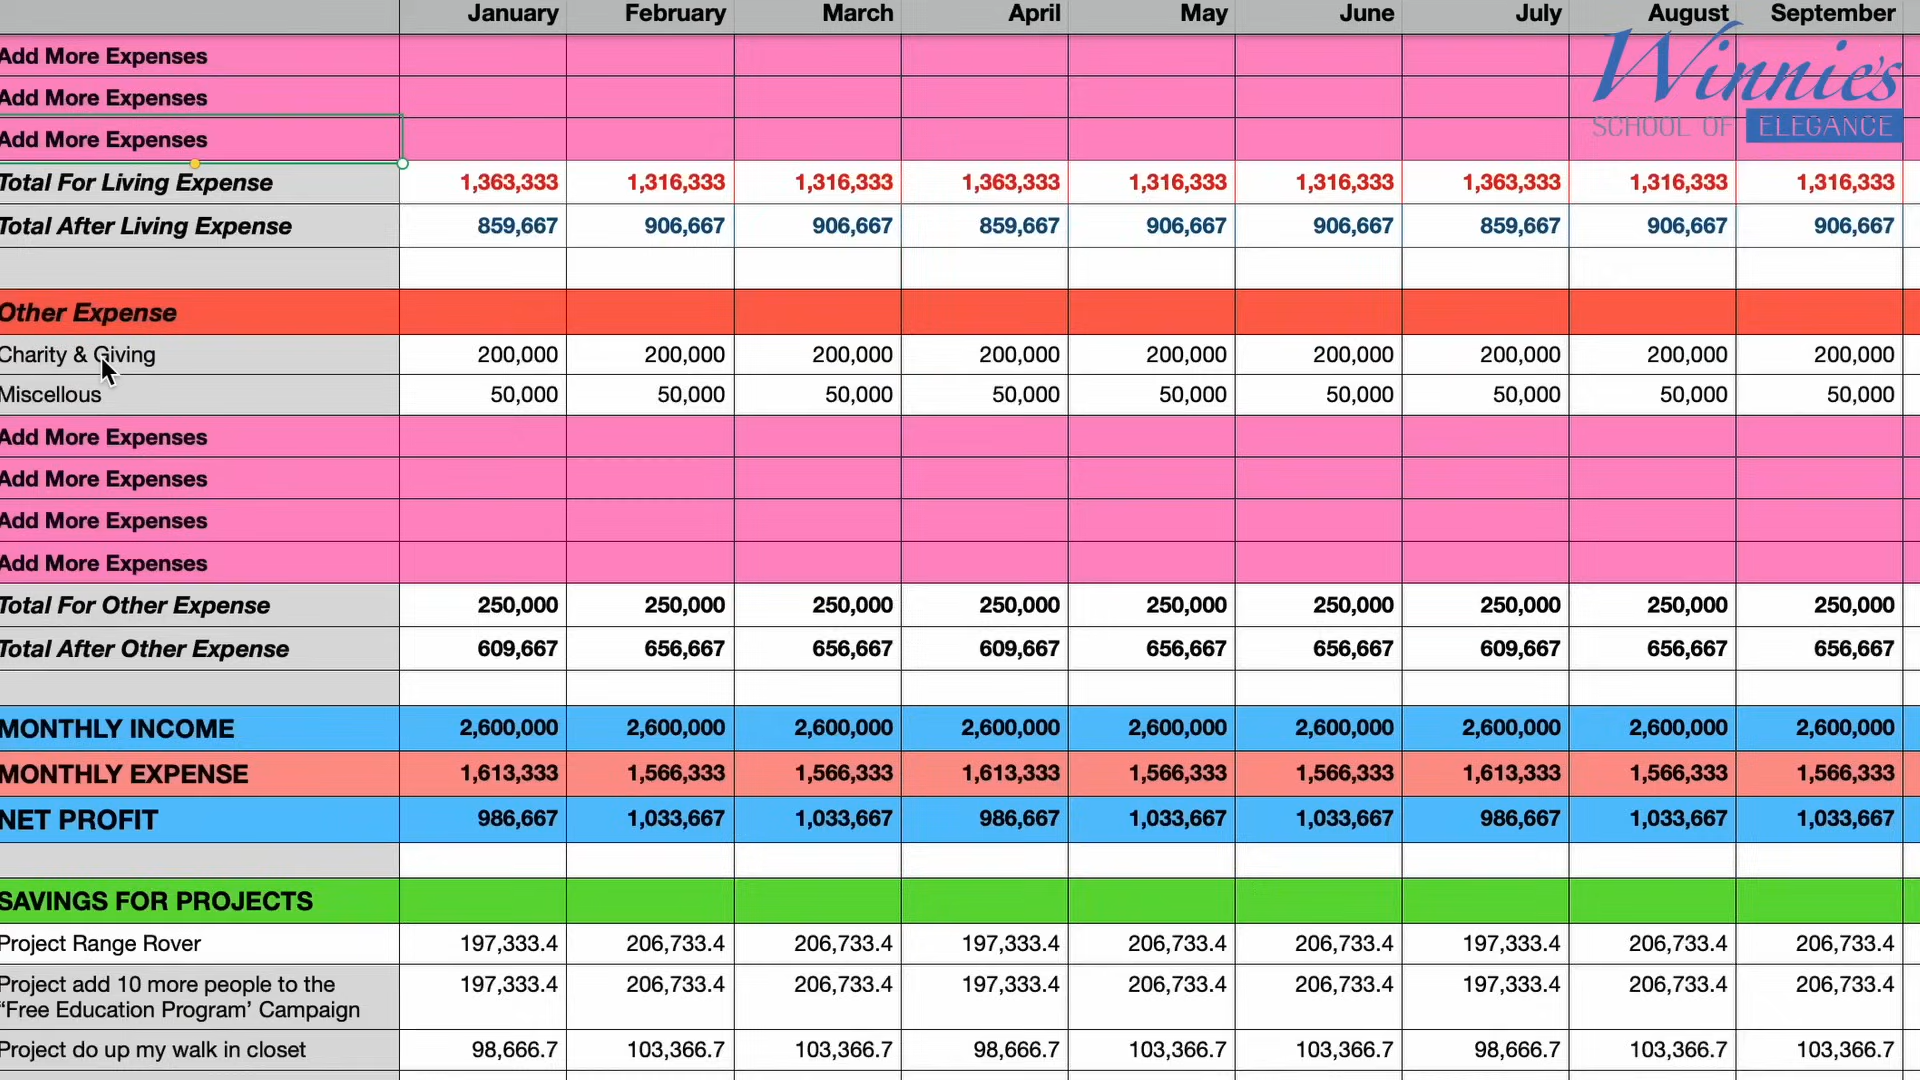 January February March April May June July August September
Winnie's
SCHOOL OF ELEGANCE
Add More Expenses
Add More Expenses
Add More Expenses
Total For Living Expense 1,363,333 1,316,333 1,316,333 1,363,333 1,316,333 1,316,333 1,363,333 1,316,333 1,316,333
Total After Living Expense 859,667 906,667 906,667 859,667 906,667 906,667 859,667 906,667 906,667
Other Expense
Charity & Giving 200,000 200,000 200,000 200,000 200,000 200,000 200,000 200,000 200,000
Miscellous 50,000 50,000 50,000 50,000 50,000 50,000 50,000 50,000 50,000
Add More Expenses
Add More Expenses
Add More Expenses
Add More Expenses
Total For Other Expense 250,000 250,000 250,000 250,000 250,000 250,000 250,000 250,000 250,000
Total After Other Expense 609,667 656,667 656,667 609,667 656,667 656,667 609,667 656,667 656,667
MONTHLY INCOME 2,600,000 2,600,000 2,600,000 2,600,000 2,600,000 2,600,000 2,600,000 2,600,000 2,600,000
MONTHLY EXPENSE 1,613,333 1,566,333 1,566,333 1,613,333 1,566,333 1,566,333 1,613,333 1,566,333 1,566,333
NET PROFIT 986,667 1,033,667 1,033,667 986,667 1,033,667 1,033,667 986,667 1,033,667 1,033,667
SAVINGS FOR PROJECTS
Project Range Rover 197,333.4 206,733.4 206,733.4 197,333.4 206,733.4 206,733.4 197,333.4 206,733.4 206,733.4
Project add 10 more people to the 197,333.4 206,733.4 206,733.4 197,333.4 206,733.4 206,733.4 197,333.4 206,733.4 206,733.4
“Free Education Program’ Campaign
Project do up my walk in closet 98,666.7 103,366.7 103,366.7 98,666.7 103,366.7 103,366.7 98,666.7 103,366.7 103,366.7